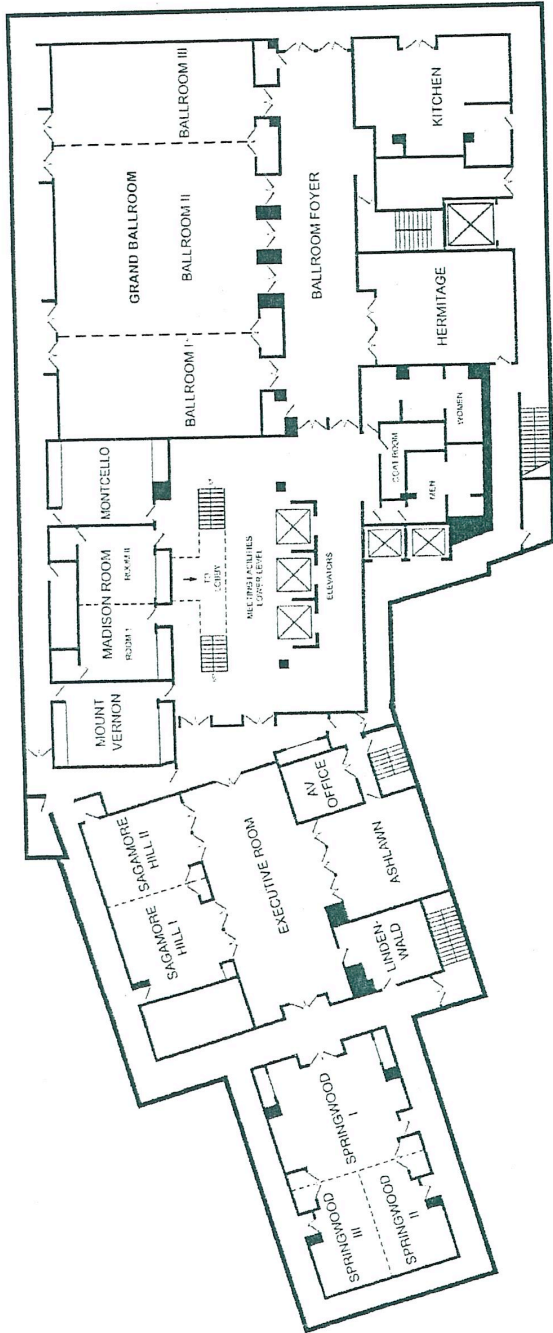 BALLROOM III
GRAND BALLROOM
BALLROOM II
BALLROOM I
BALLROOM FOYER
KITCHEN
HERMITAGE
WOMEN
COAT ROOM
MEN
MONTCELLO
MADISON ROOM
ROOM II
ROOM I
MOUNT
VERNON
TO
LOBBY
MEETING FACILITIES
LOWER LEVEL
ELEVATORS
SAGAMORE
HILL II
SAGAMORE
HILL I
EXECUTIVE ROOM
AV
OFFICE
ASHLAWN
LINDEN-
WALD
SPRINGWOOD
I
SPRINGWOOD
II
SPRINGWOOD
III